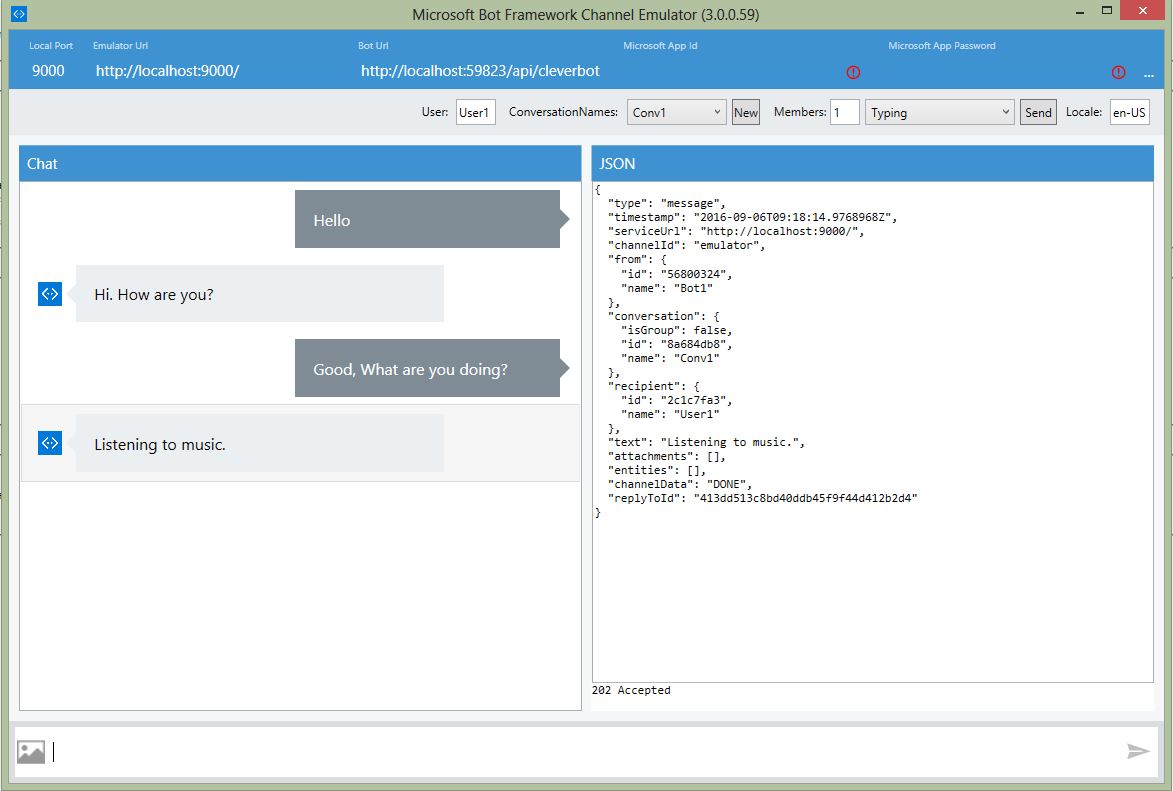 Microsoft Bot Framework Channel Emulator (3.0.0.59)
Local Port Emulator Url Bot Url Microsoft App Id Microsoft App Password
9000 http://localhost:9000/ http://localhost:59823/api/cleverbot ...
User: User1 ConversationNames: Conv1 New Members: 1 Typing Send Locale: en-US
Chat
Hello
Hi. How are you?
Good, What are you doing?
Listening to music.
JSON
{
  "type": "message",
  "timestamp": "2016-09-06T09:18:14.9768968Z",
  "serviceUrl": "http://localhost:9000/",
  "channelId": "emulator",
  "from": {
    "id": "56800324",
    "name": "Bot1"
  },
  "conversation": {
    "isGroup": false,
    "id": "8a684db8",
    "name": "Conv1"
  },
  "recipient": {
    "id": "2c1c7fa3",
    "name": "User1"
  },
  "text": "Listening to music.",
  "attachments": [],
  "entities": [],
  "channelData": "DONE",
  "replyToId": "413dd513c8bd40ddb45f9f44d412b2d4"
}
202 Accepted